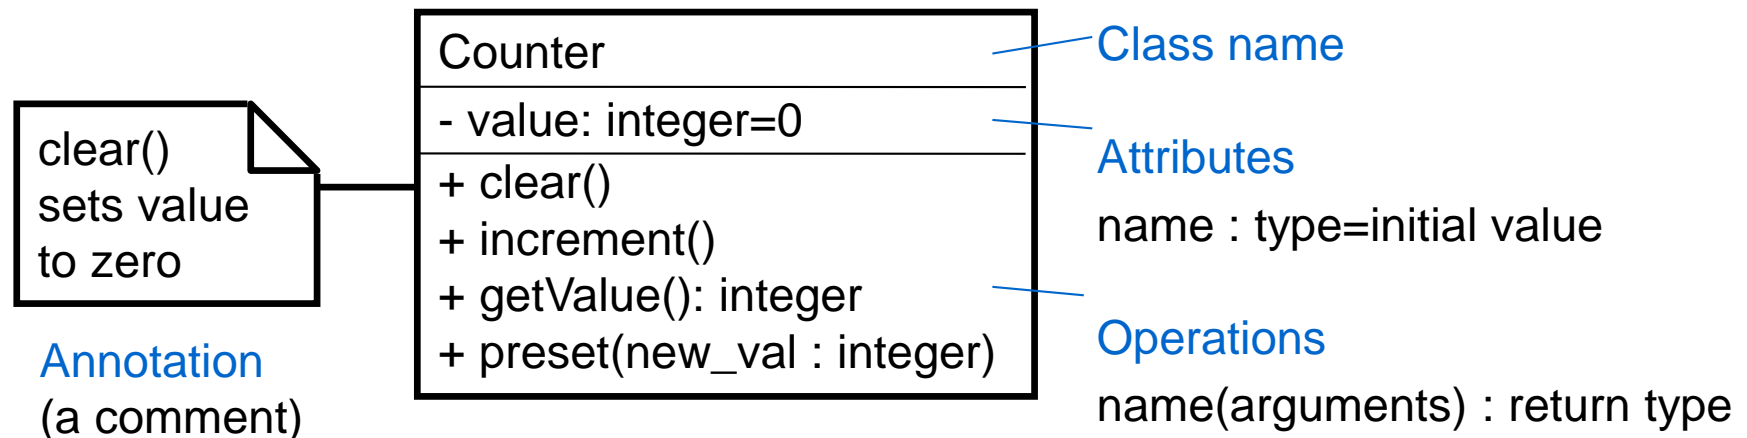 Counter
- value: integer=0
+ clear()
+ increment()
+ getValue(): integer
+ preset(new_val : integer)
clear()
sets value
to zero
Annotation
(a comment)
Class name
Attributes
name : type=initial value
Operations
name(arguments) : return type